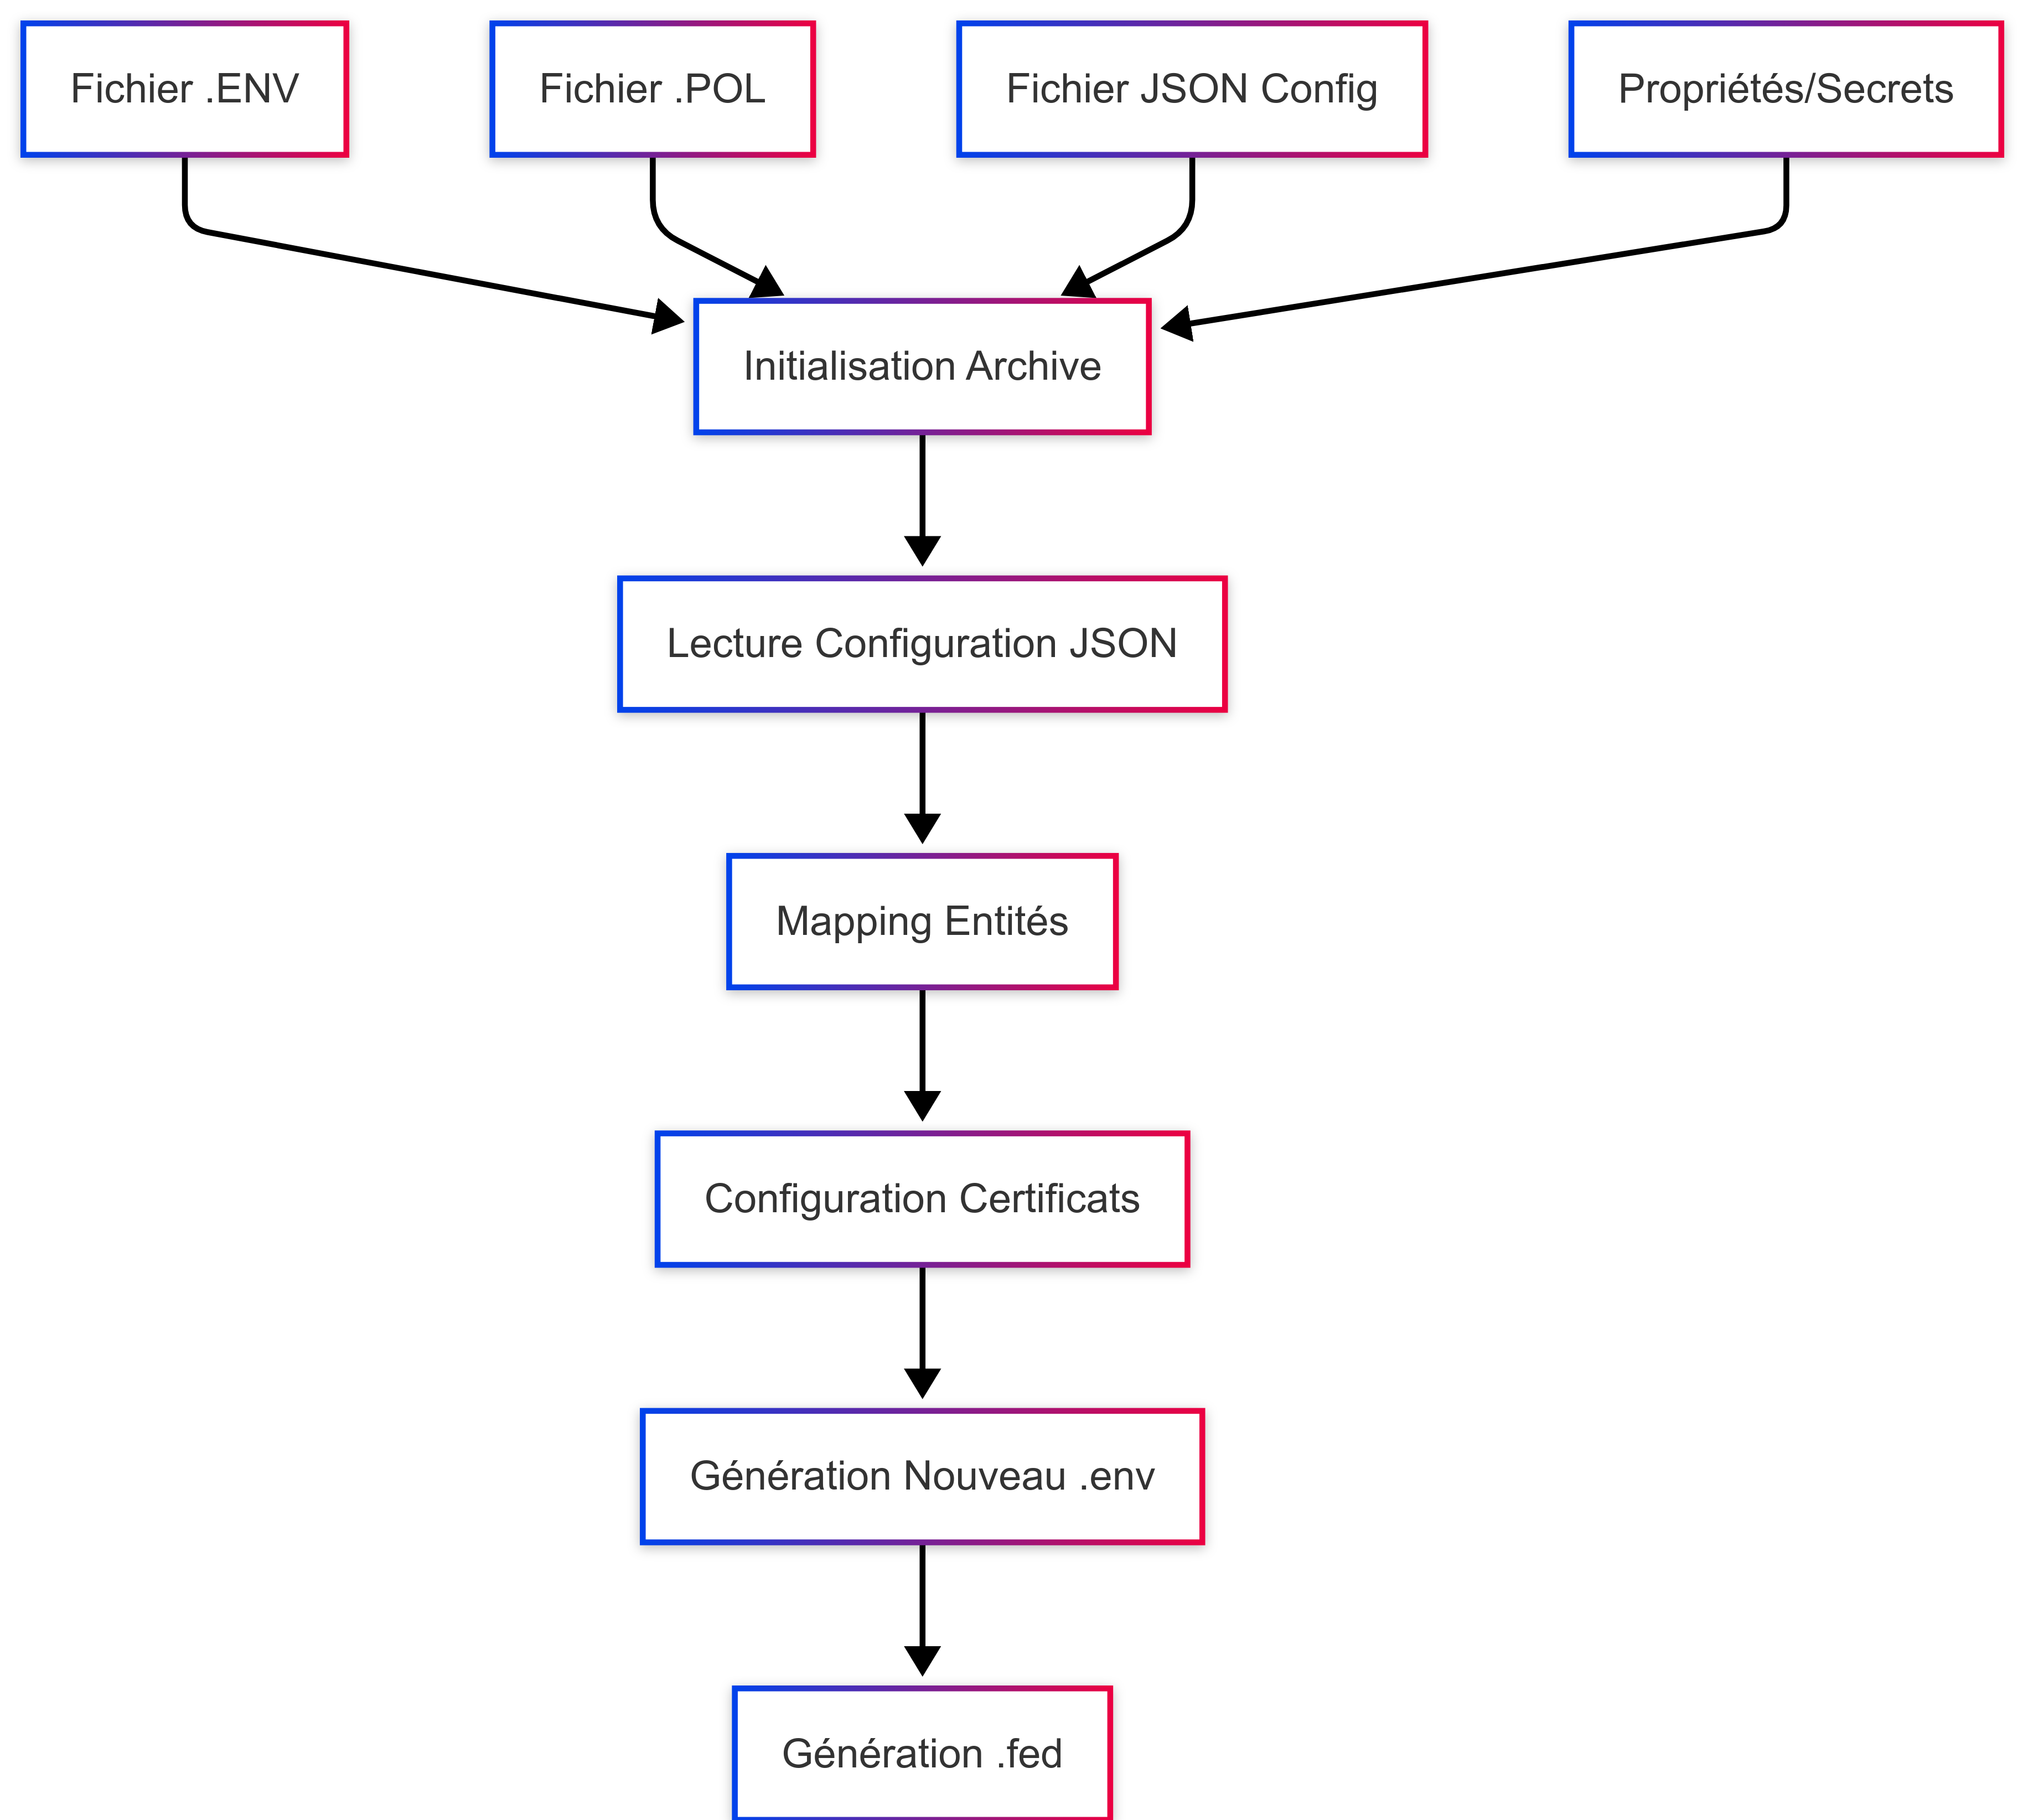 Fichier .ENV
Fichier .POL
Fichier JSON Config
Propriétés/Secrets
Initialisation Archive
Lecture Configuration JSON
Mapping Entités
Configuration Certificats
Génération Nouveau .env
Génération .fed